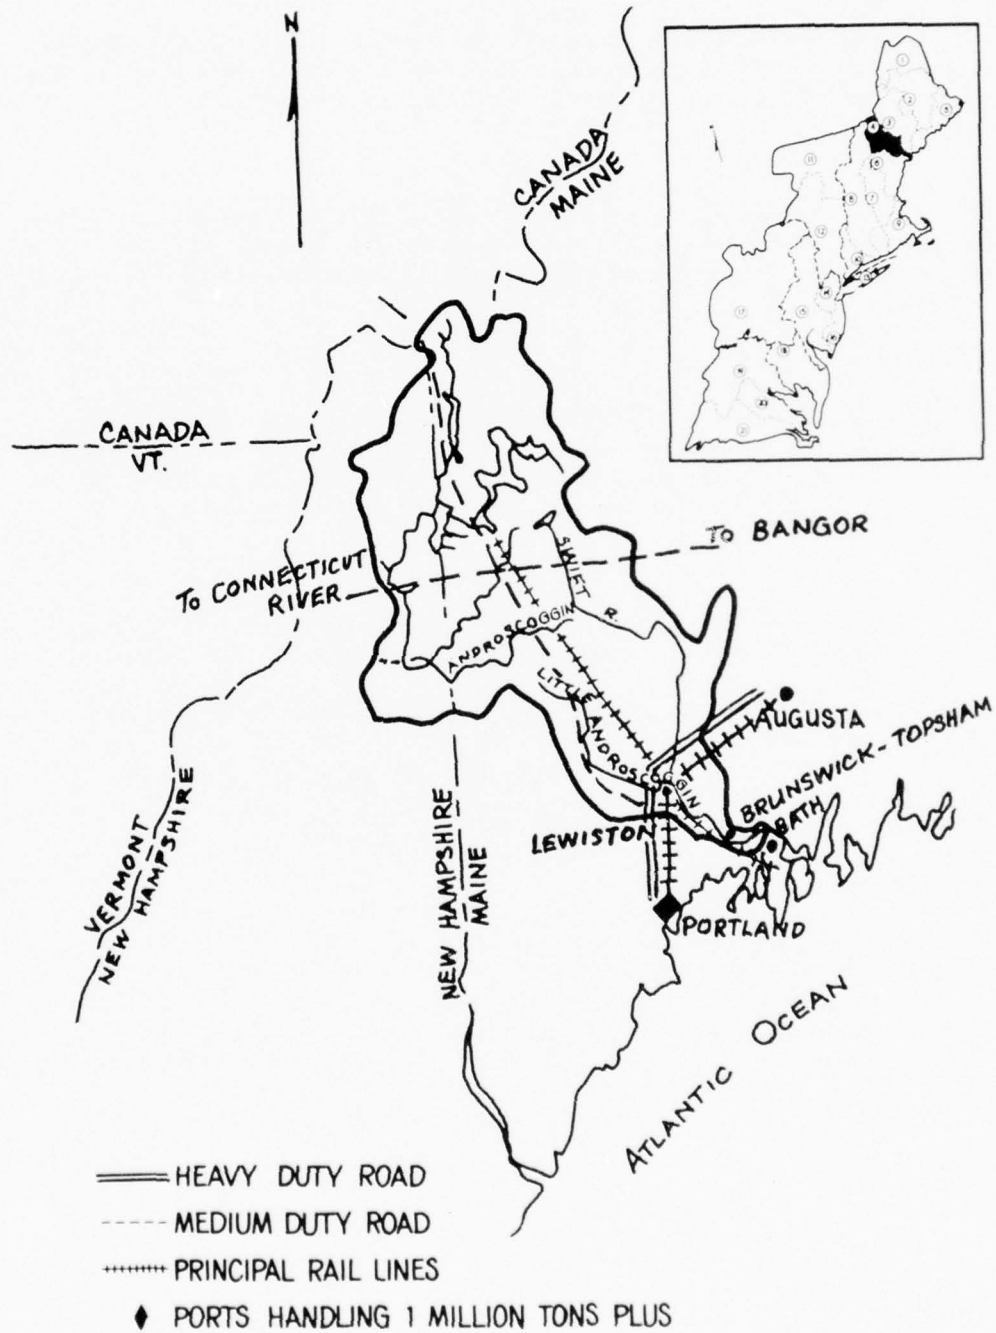 N
CANADA
MAINE
CANADA
VT.
TO BANGOR
TO CONNECTICUT
RIVER
SWIFT R.
ANDROSCOGGIN
LITTLE ANDROSCOGGIN
AUGUSTA
BRUNSWICK-TOPSHAM
BATH
LEWISTON
PORTLAND
VERMONT
NEW HAMPSHIRE
NEW HAMPSHIRE
MAINE
ATLANTIC OCEAN
HEAVY DUTY ROAD
MEDIUM DUTY ROAD
PRINCIPAL RAIL LINES
PORTS HANDLING 1 MILLION TONS PLUS